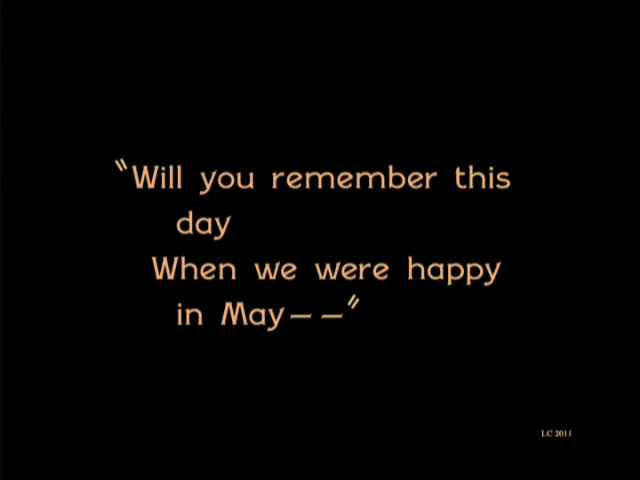 “Will you remember this
day
When we were happy
in May — —”
LC 2011